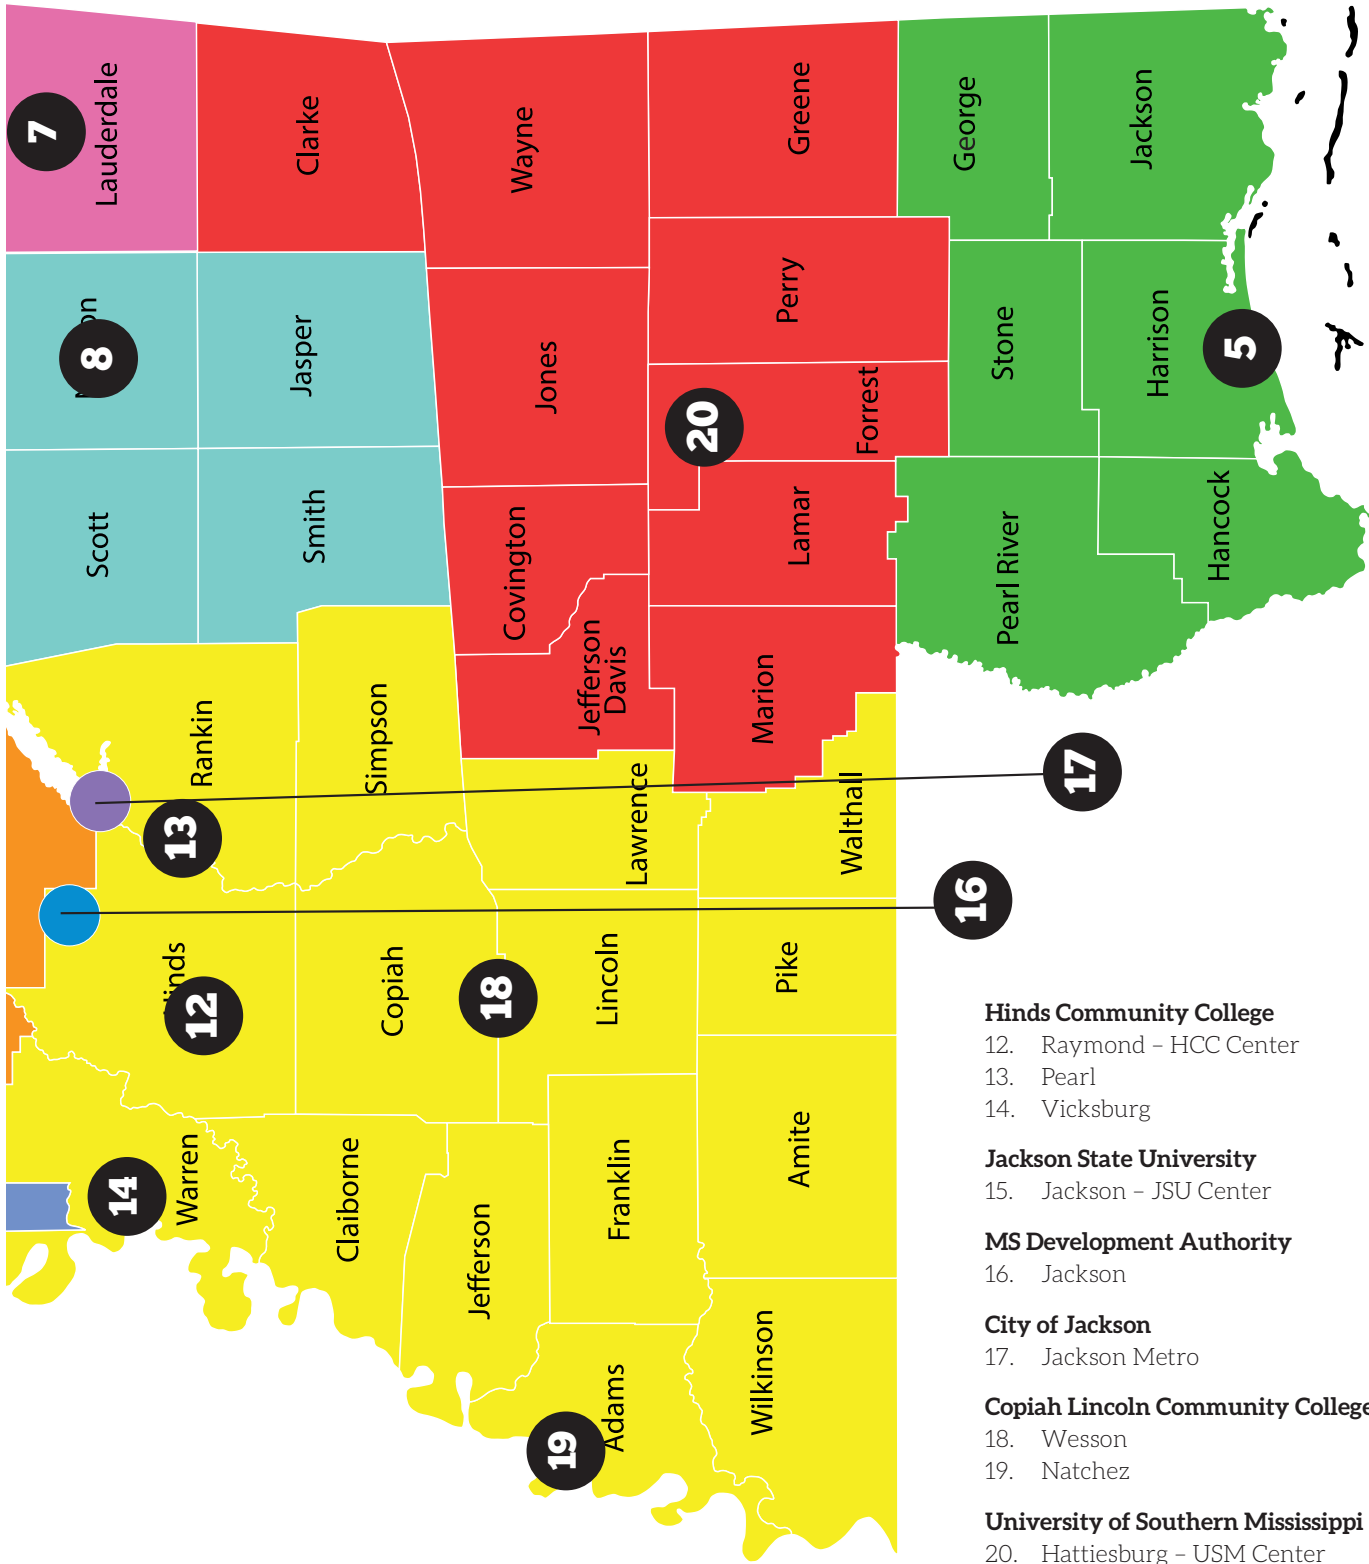 7
Lauderdale
Clarke
Wayne
Greene
George
Jackson
8
on
Jasper
Jones
Perry
20
Forrest
Stone
Harrison
5
Scott
Smith
Covington
Jefferson
Davis
Lamar
Marion
Pearl River
Hancock
Rankin
Simpson
13
Lawrence
Walthall
17
16
inds
12
Copiah
18
Lincoln
Pike
14
Warren
Claiborne
Jefferson
Franklin
Amite
19
Adams
Wilkinson
Hinds Community College
12. Raymond – HCC Center
13. Pearl
14. Vicksburg
Jackson State University
15. Jackson – JSU Center
MS Development Authority
16. Jackson
City of Jackson
17. Jackson Metro
Copiah Lincoln Community College
18. Wesson
19. Natchez
University of Southern Mississippi
20. Hattiesburg – USM Center